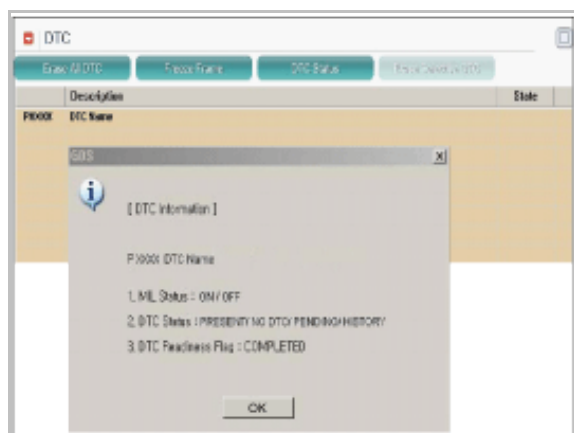 DTC
Erase All DTC Freeze Frame DTC Status
Description State
PXXXX DTC Name
GDS
[ DTC Information ]
PXXXX DTC Name
1. MIL Status : ON / OFF
2. DTC Status : PRESENT/ NO DTC/ PENDING/HISTORY
3. DTC Readiness Flag : COMPLETED
OK